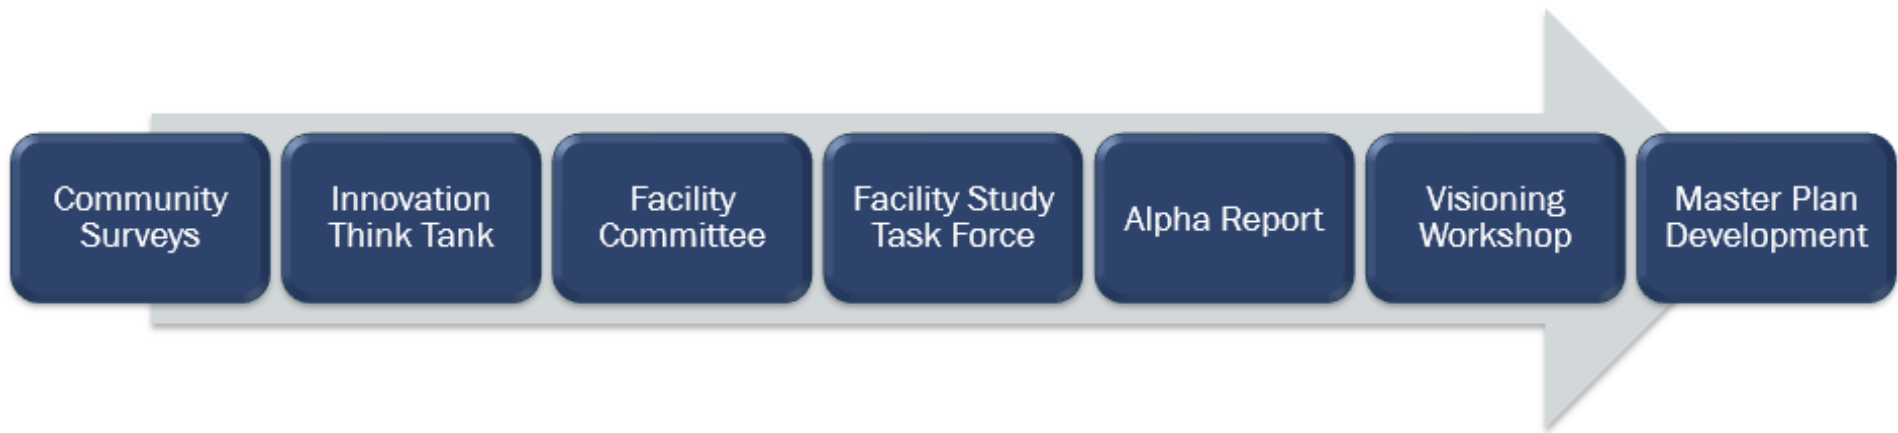 Community
Surveys
Innovation
Think Tank
Facility
Committee
Facility Study
Task Force
Alpha Report
Visioning
Workshop
Master Plan
Development